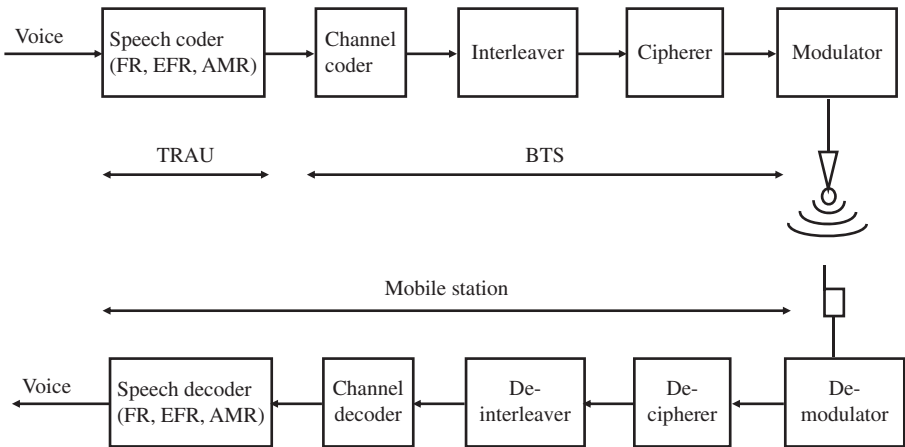 Voice
Speech coder
(FR, EFR, AMR)
Channel
coder
Interleaver
Cipherer
Modulator
TRAU
BTS
Mobile station
Voice
Speech decoder
(FR, EFR, AMR)
Channel
decoder
De-
interleaver
De-
cipherer
De-
modulator